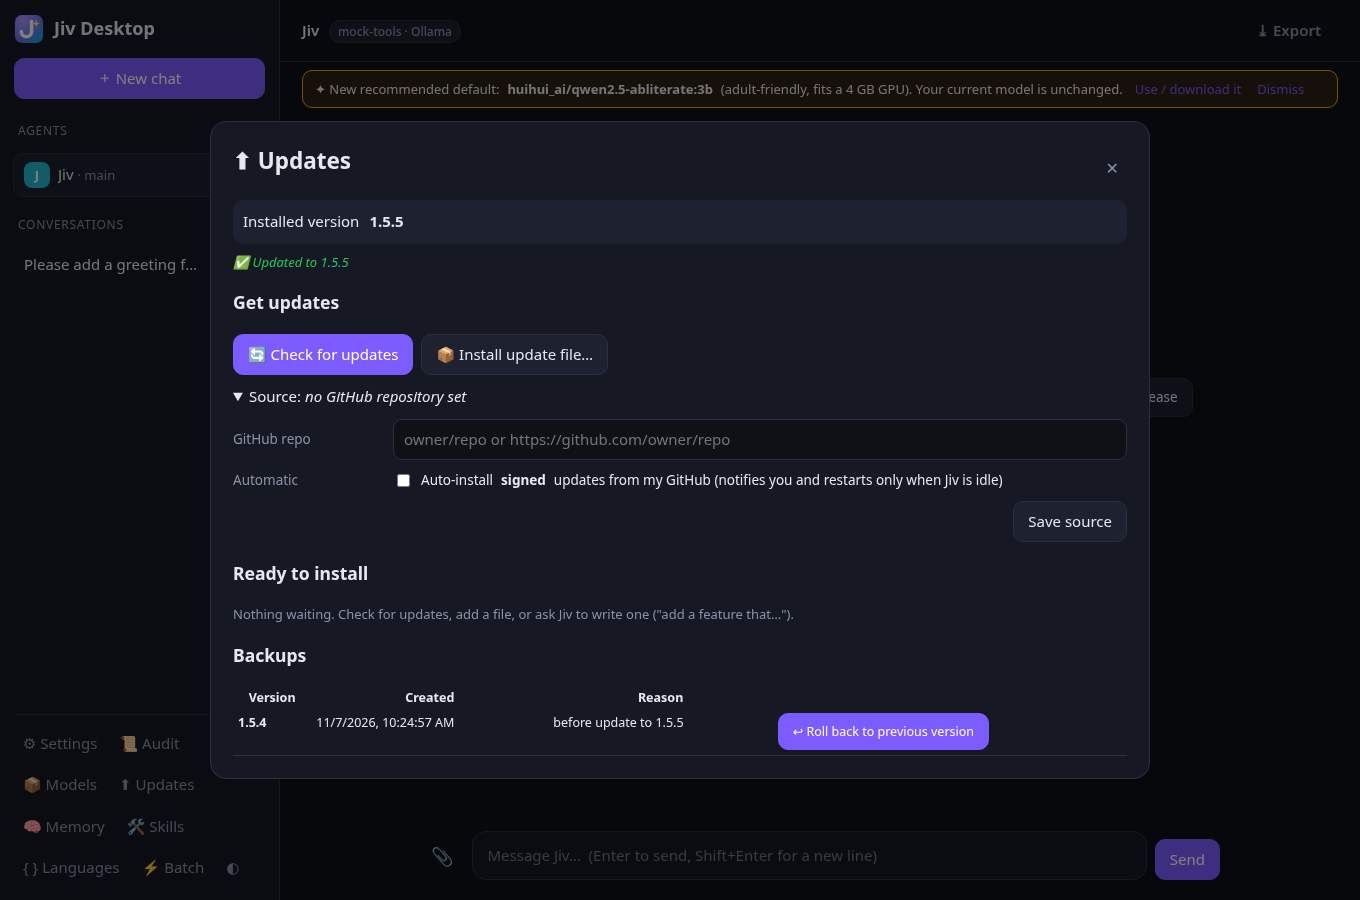 Jiv Desktop
+ New chat
AGENTS
J Jiv · main
CONVERSATIONS
Please add a greeting f...
⚙ Settings 📜 Audit
📦 Models ⬆ Updates
🧠 Memory 🛠️ Skills
{ } Languages ⚡ Batch ◐
Jiv mock-tools · Ollama
⤓ Export
✦ New recommended default: huihui_ai/qwen2.5-abliterate:3b (adult-friendly, fits a 4 GB GPU). Your current model is unchanged. Use / download it Dismiss
⬆ Updates
✕
Installed version 1.5.5
✅ Updated to 1.5.5
Get updates
🔄 Check for updates 📦 Install update file...
▼ Source: no GitHub repository set
GitHub repo owner/repo or https://github.com/owner/repo
Automatic Auto-install signed updates from my GitHub (notifies you and restarts only when Jiv is idle)
Save source
Ready to install
Nothing waiting. Check for updates, add a file, or ask Jiv to write one ("add a feature that...").
Backups
Version Created Reason
1.5.4 11/7/2026, 10:24:57 AM before update to 1.5.5 ↩ Roll back to previous version
Message Jiv... (Enter to send, Shift+Enter for a new line)
Send